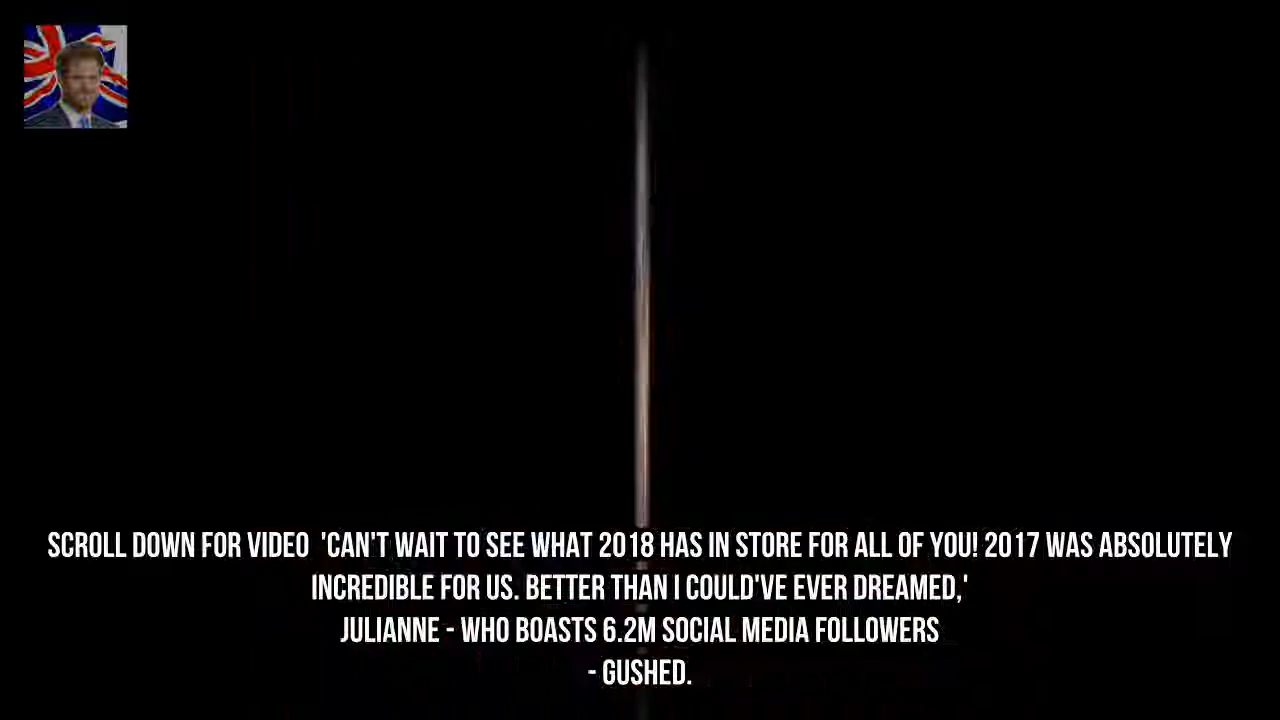 SCROLL DOWN FOR VIDEO 'CAN'T WAIT TO SEE WHAT 2018 HAS IN STORE FOR ALL OF YOU! 2017 WAS ABSOLUTELY
INCREDIBLE FOR US. BETTER THAN I COULD'VE EVER DREAMED,'
JULIANNE - WHO BOASTS 6.2M SOCIAL MEDIA FOLLOWERS
- GUSHED.